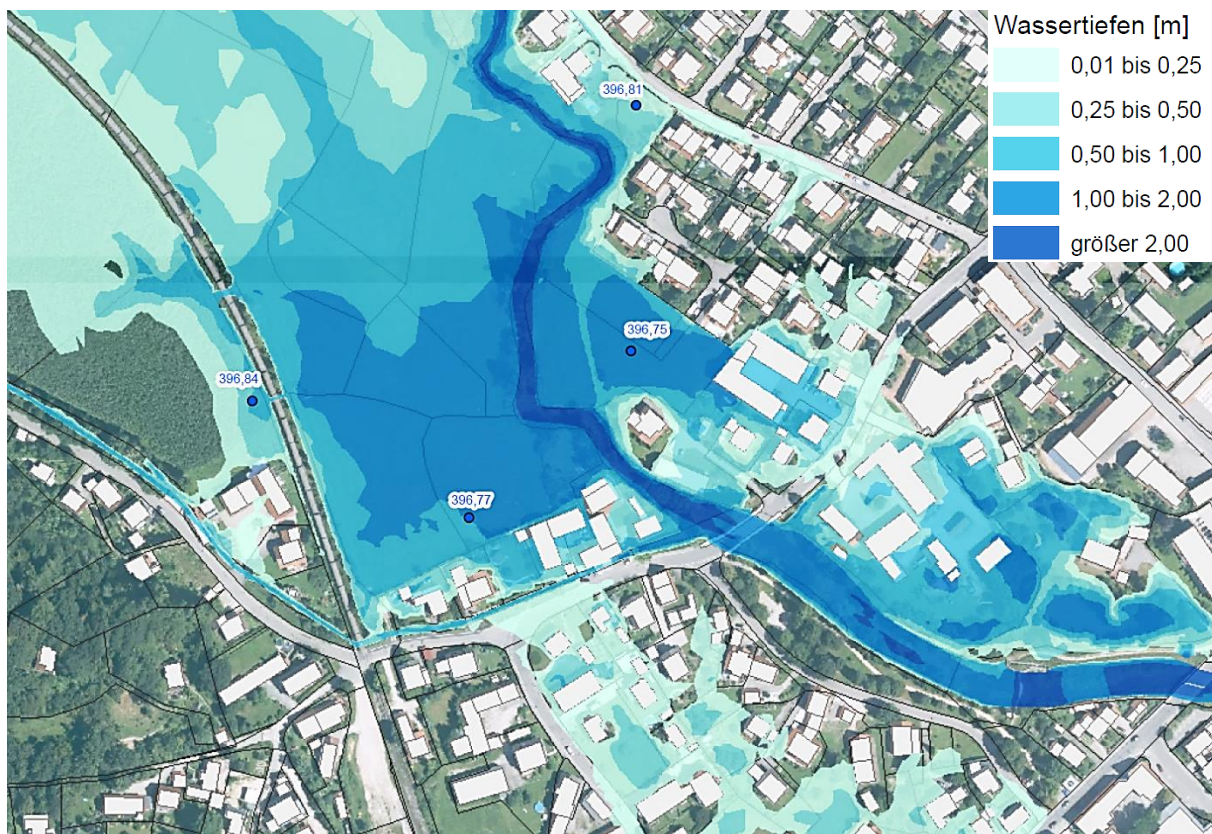 Wassertiefen [m]
0,01 bis 0,25
0,25 bis 0,50
0,50 bis 1,00
1,00 bis 2,00
größer 2,00
396,81
396,75
396,84
396,77